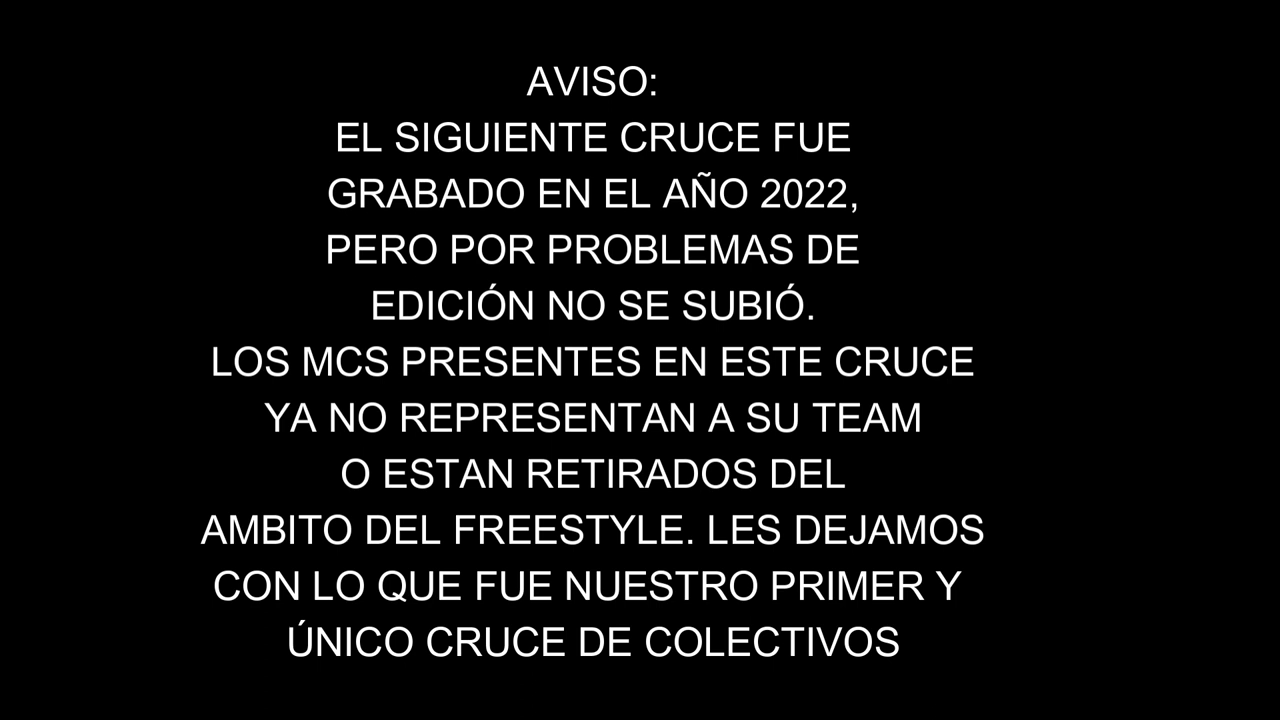 AVISO:
EL SIGUIENTE CRUCE FUE
GRABADO EN EL AÑO 2022,
PERO POR PROBLEMAS DE
EDICIÓN NO SE SUBIÓ.
LOS MCS PRESENTES EN ESTE CRUCE
YA NO REPRESENTAN A SU TEAM
O ESTAN RETIRADOS DEL
AMBITO DEL FREESTYLE. LES DEJAMOS
CON LO QUE FUE NUESTRO PRIMER Y
ÚNICO CRUCE DE COLECTIVOS